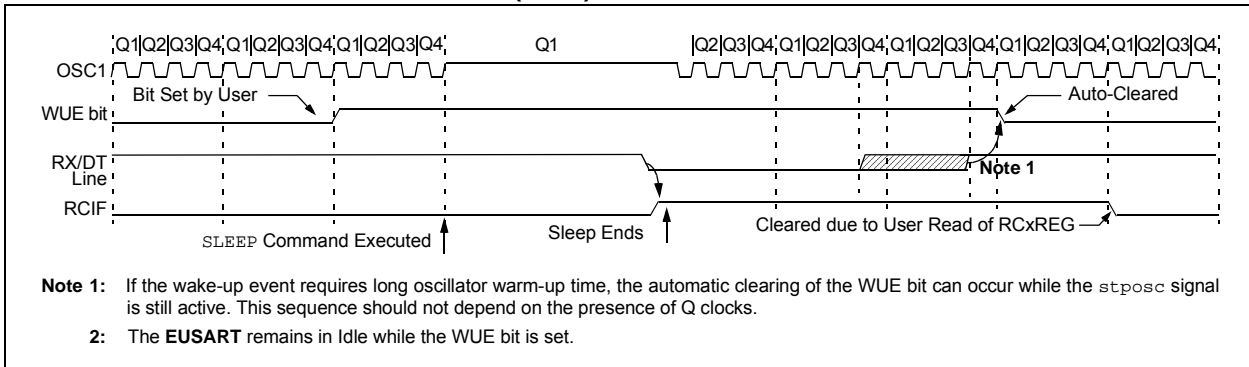 Q1 Q2 Q3 Q4 Q1 Q2 Q3 Q4 Q1 Q2 Q3 Q4 Q1 Q2 Q3 Q4 Q1 Q2 Q3 Q4 Q1 Q2 Q3 Q4 Q1 Q2 Q3 Q4 Q1 Q2 Q3 Q4
OSC1
Bit Set by User
Auto-Cleared
WUE bit
RX/DT
Line
Note 1
RCIF
SLEEP Command Executed
Sleep Ends
Cleared due to User Read of RCxREG
Note 1: If the wake-up event requires long oscillator warm-up time, the automatic clearing of the WUE bit can occur while the stposc signal
is still active. This sequence should not depend on the presence of Q clocks.
2: The EUSART remains in Idle while the WUE bit is set.